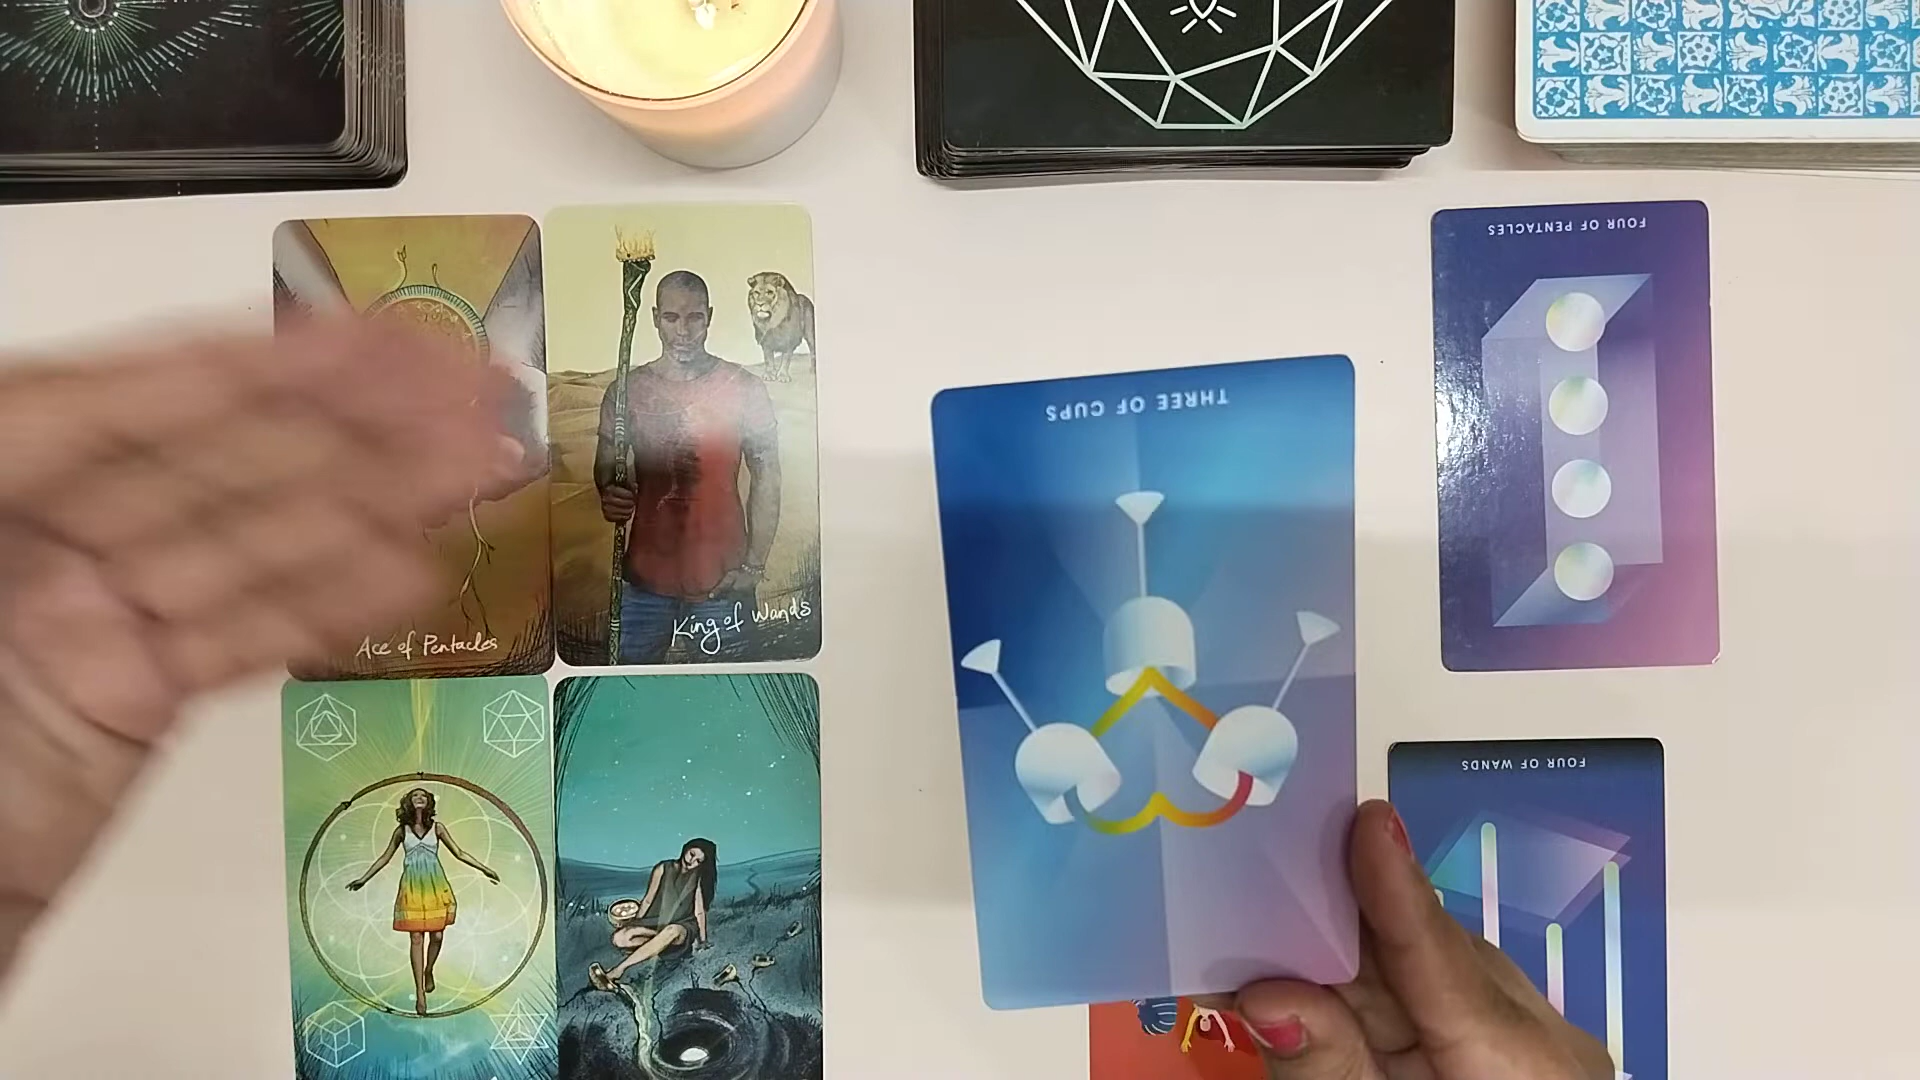 FOUR OF PENTACLES
THREE OF CUPS
Ace of Pentacles
King of Wands
FOUR OF WANDS